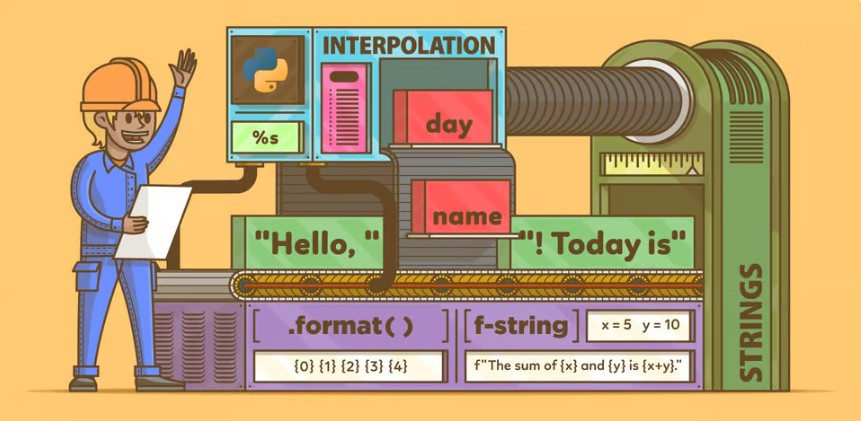 INTERPOLATION
%s
day
name
"Hello, "
"! Today is"
.format( )
{0} {1} {2} {3} {4}
[f-string]
x = 5 y = 10
f"The sum of {x} and {y} is {x+y}."
STRINGS